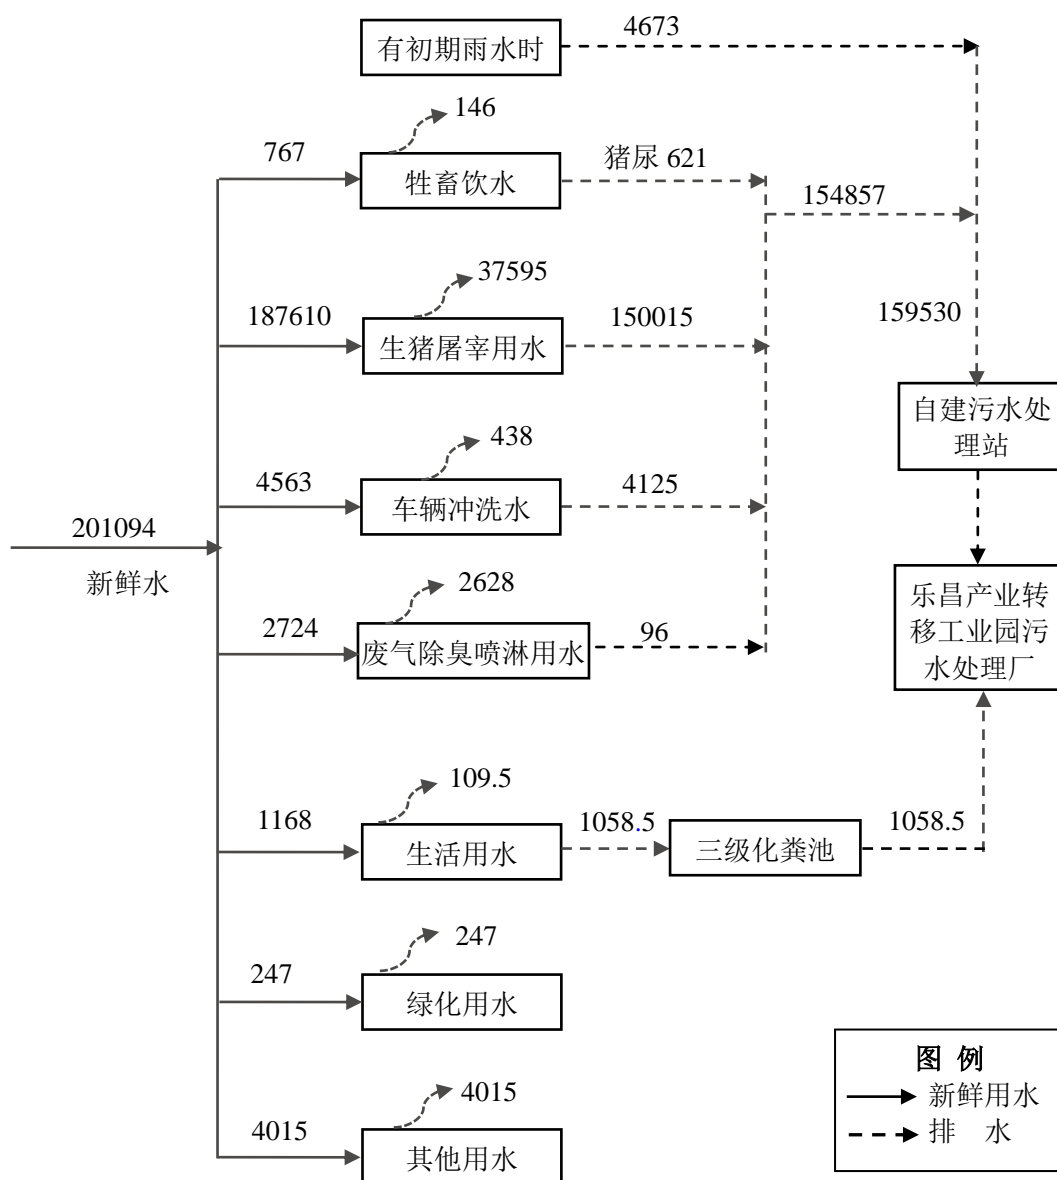 4673
有初期雨水时
146
767
猪尿 621
牲畜饮水
154857
37595
187610
150015
159530
生猪屠宰用水
自建污水处
理站
438
4563
4125
车辆冲洗水
201094
新鲜水
2628
2724
96
废气除臭喷淋用水
乐昌产业转
移工业园污
水处理厂
109.5
1168
1058.5
1058.5
生活用水
三级化粪池
247
247
绿化用水
4015
4015
其他用水
图 例
新鲜用水
排 水